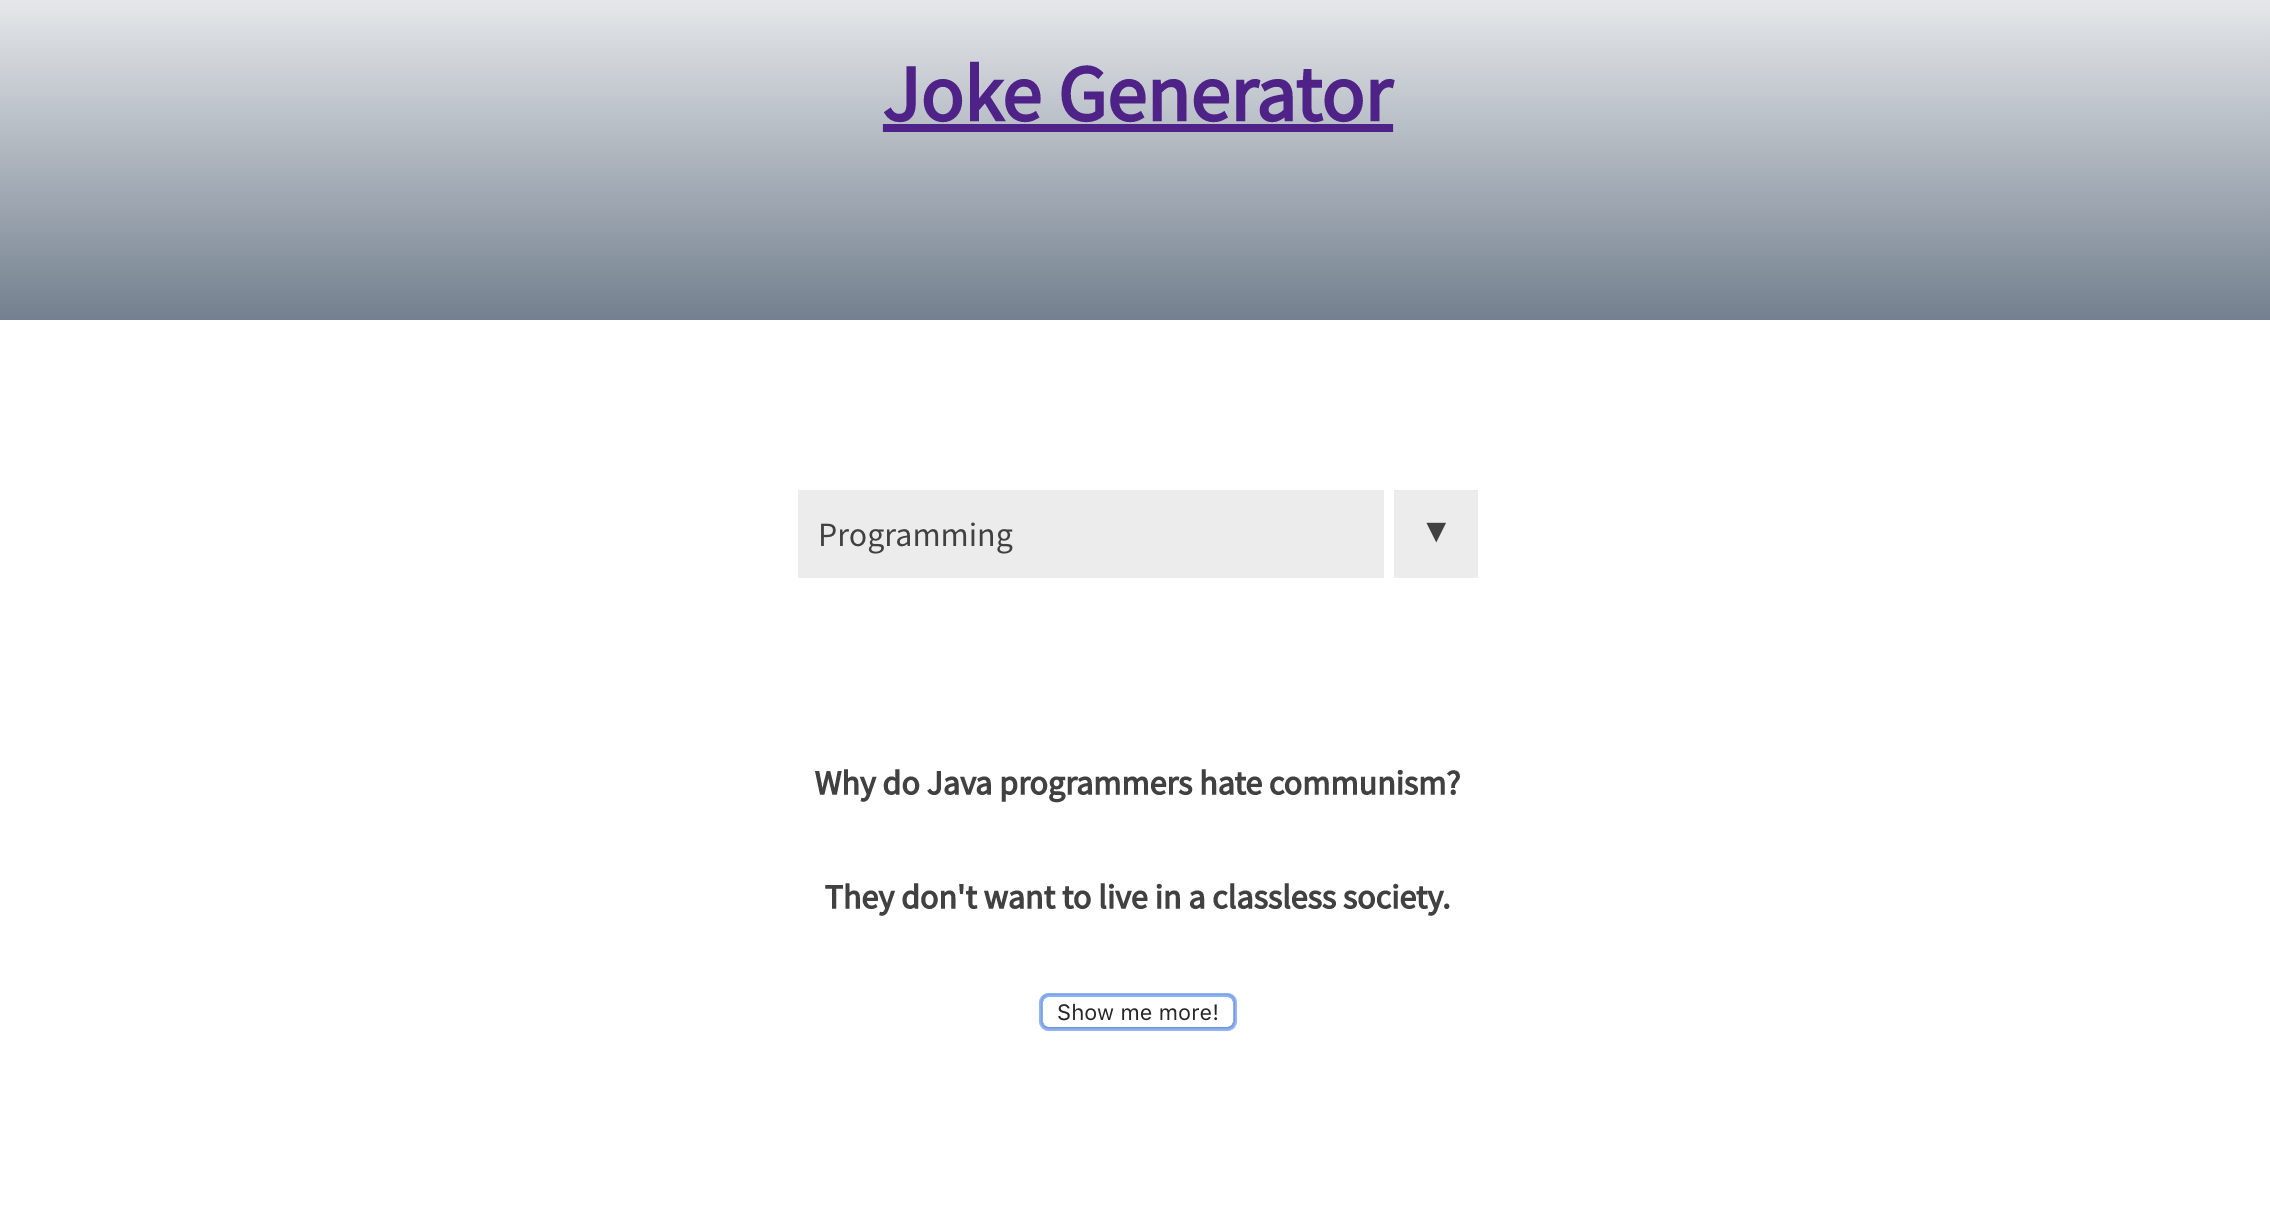 Joke Generator
Programming
Why do Java programmers hate communism?
They don't want to live in a classless society.
Show me more!